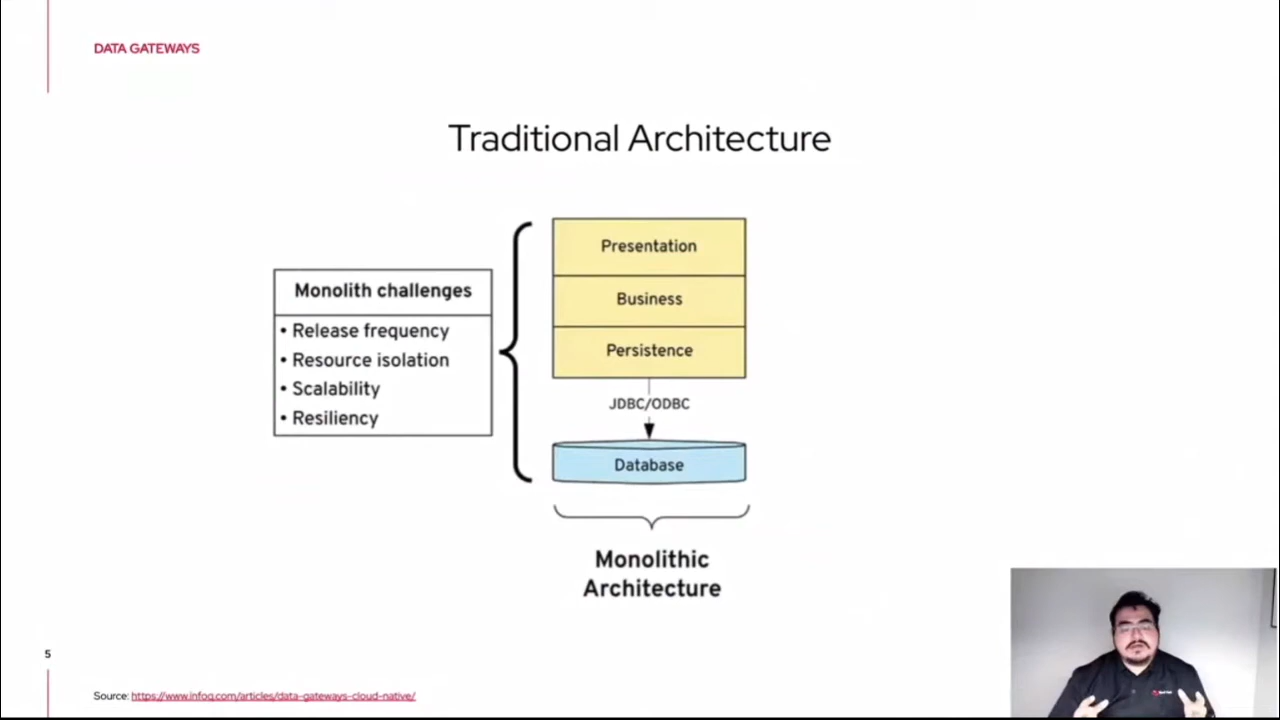 DATA GATEWAYS
Traditional Architecture
Monolith challenges
• Release frequency
• Resource isolation
• Scalability
• Resiliency
Presentation
Business
Persistence
JDBC/ODBC
Database
Monolithic
Architecture
5
Source: https://www.infoq.com/articles/data-gateways-cloud-native/